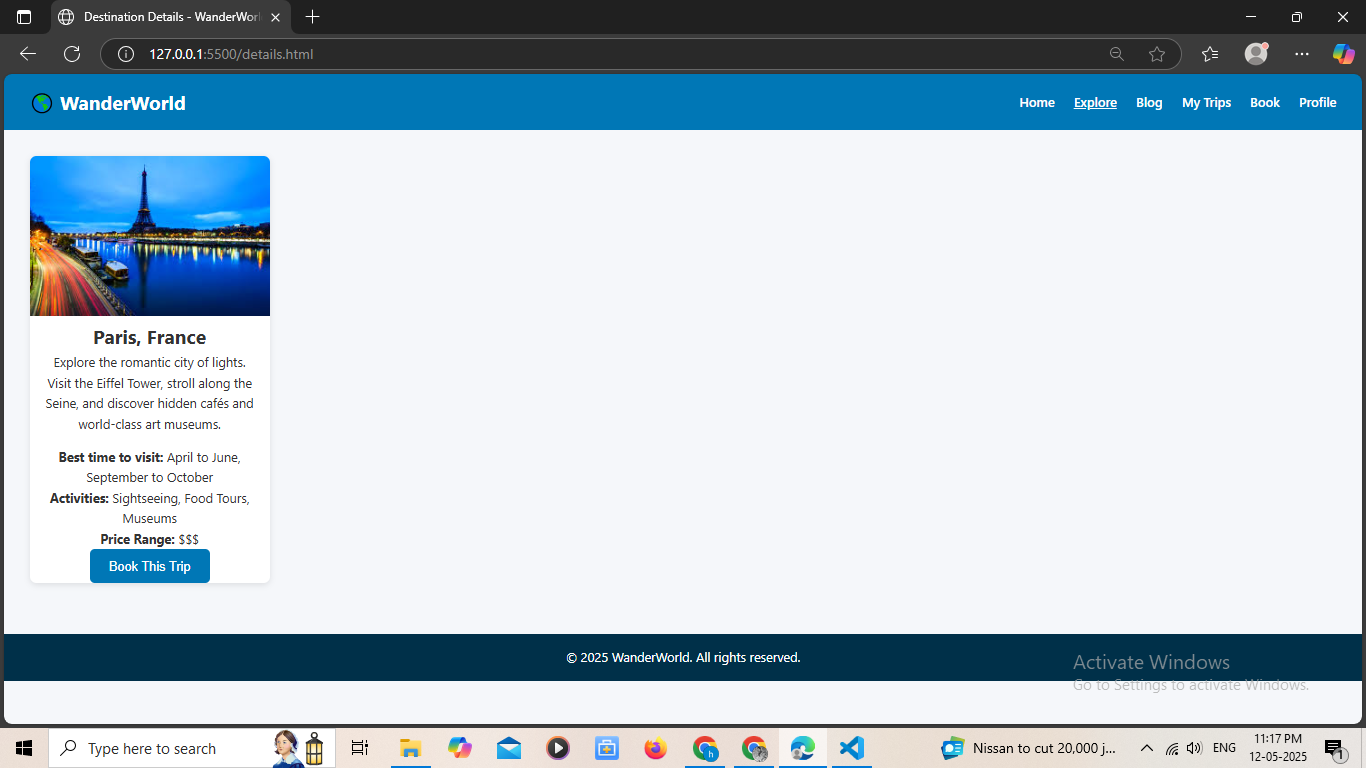 Destination Details - WanderWorl
127.0.0.1:5500/details.html
WanderWorld
Home Explore Blog My Trips Book Profile
Paris, France
Explore the romantic city of lights.
Visit the Eiffel Tower, stroll along the
Seine, and discover hidden cafés and
world-class art museums.
Best time to visit: April to June,
September to October
Activities: Sightseeing, Food Tours,
Museums
Price Range: $$$
Book This Trip
© 2025 WanderWorld. All rights reserved.
Activate Windows
Go to Settings to activate Windows.
Type here to search
Nissan to cut 20,000 j...
ENG
11:17 PM
12-05-2025
1